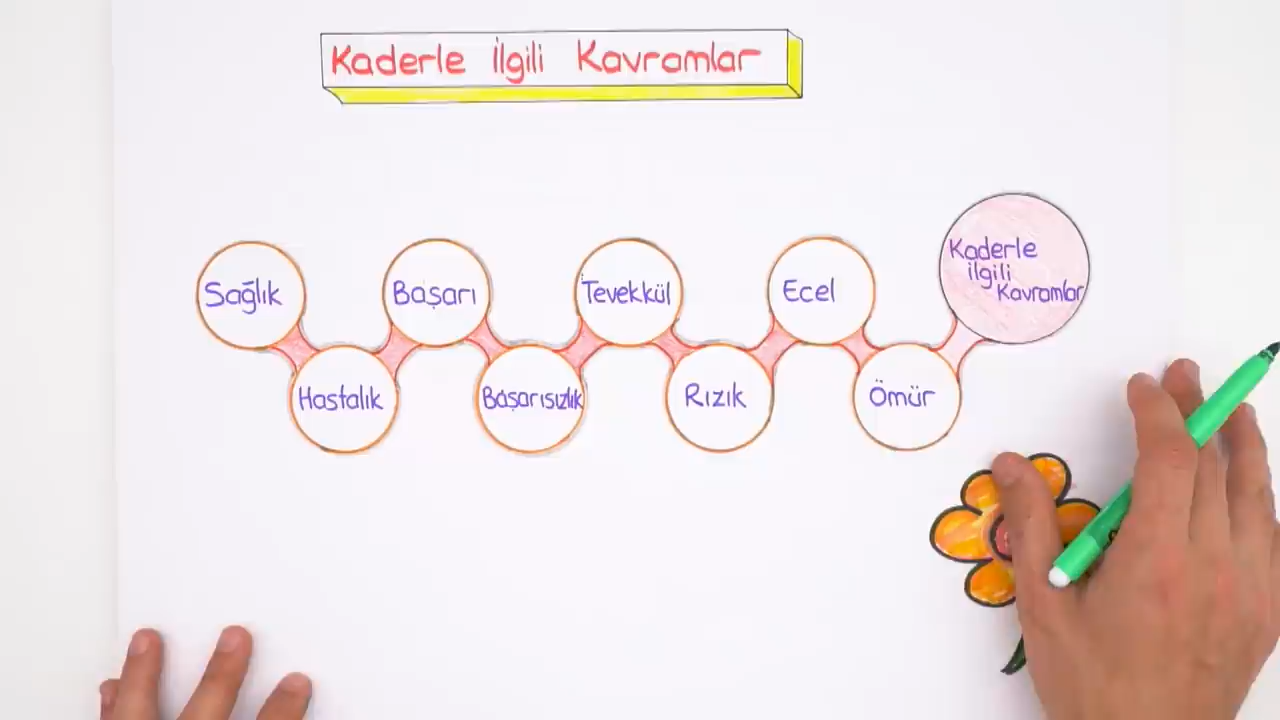 Kaderle İlgili Kavramlar
Sağlık
Hastalık
Başarı
Başarısızlık
Tevekkül
Rızık
Ecel
Ömür
Kaderle
ilgili
Kavramlar